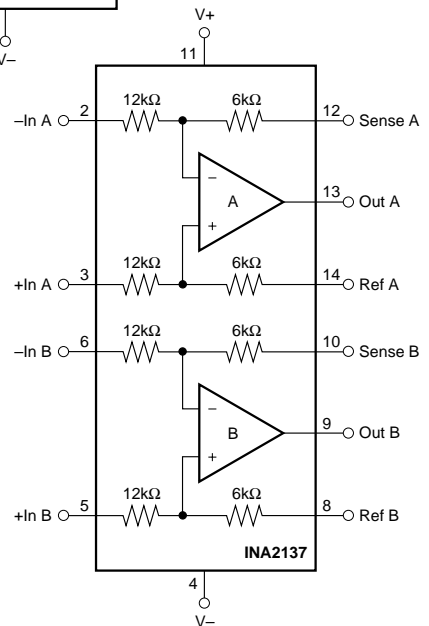 V–
V+
11
12kΩ 6kΩ
–In A 2 12 Sense A
–
A 13 Out A
+
12kΩ 6kΩ
+In A 3 14 Ref A
12kΩ 6kΩ
–In B 6 10 Sense B
–
B 9 Out B
+
12kΩ 6kΩ
+In B 5 8 Ref B
INA2137
4
V–